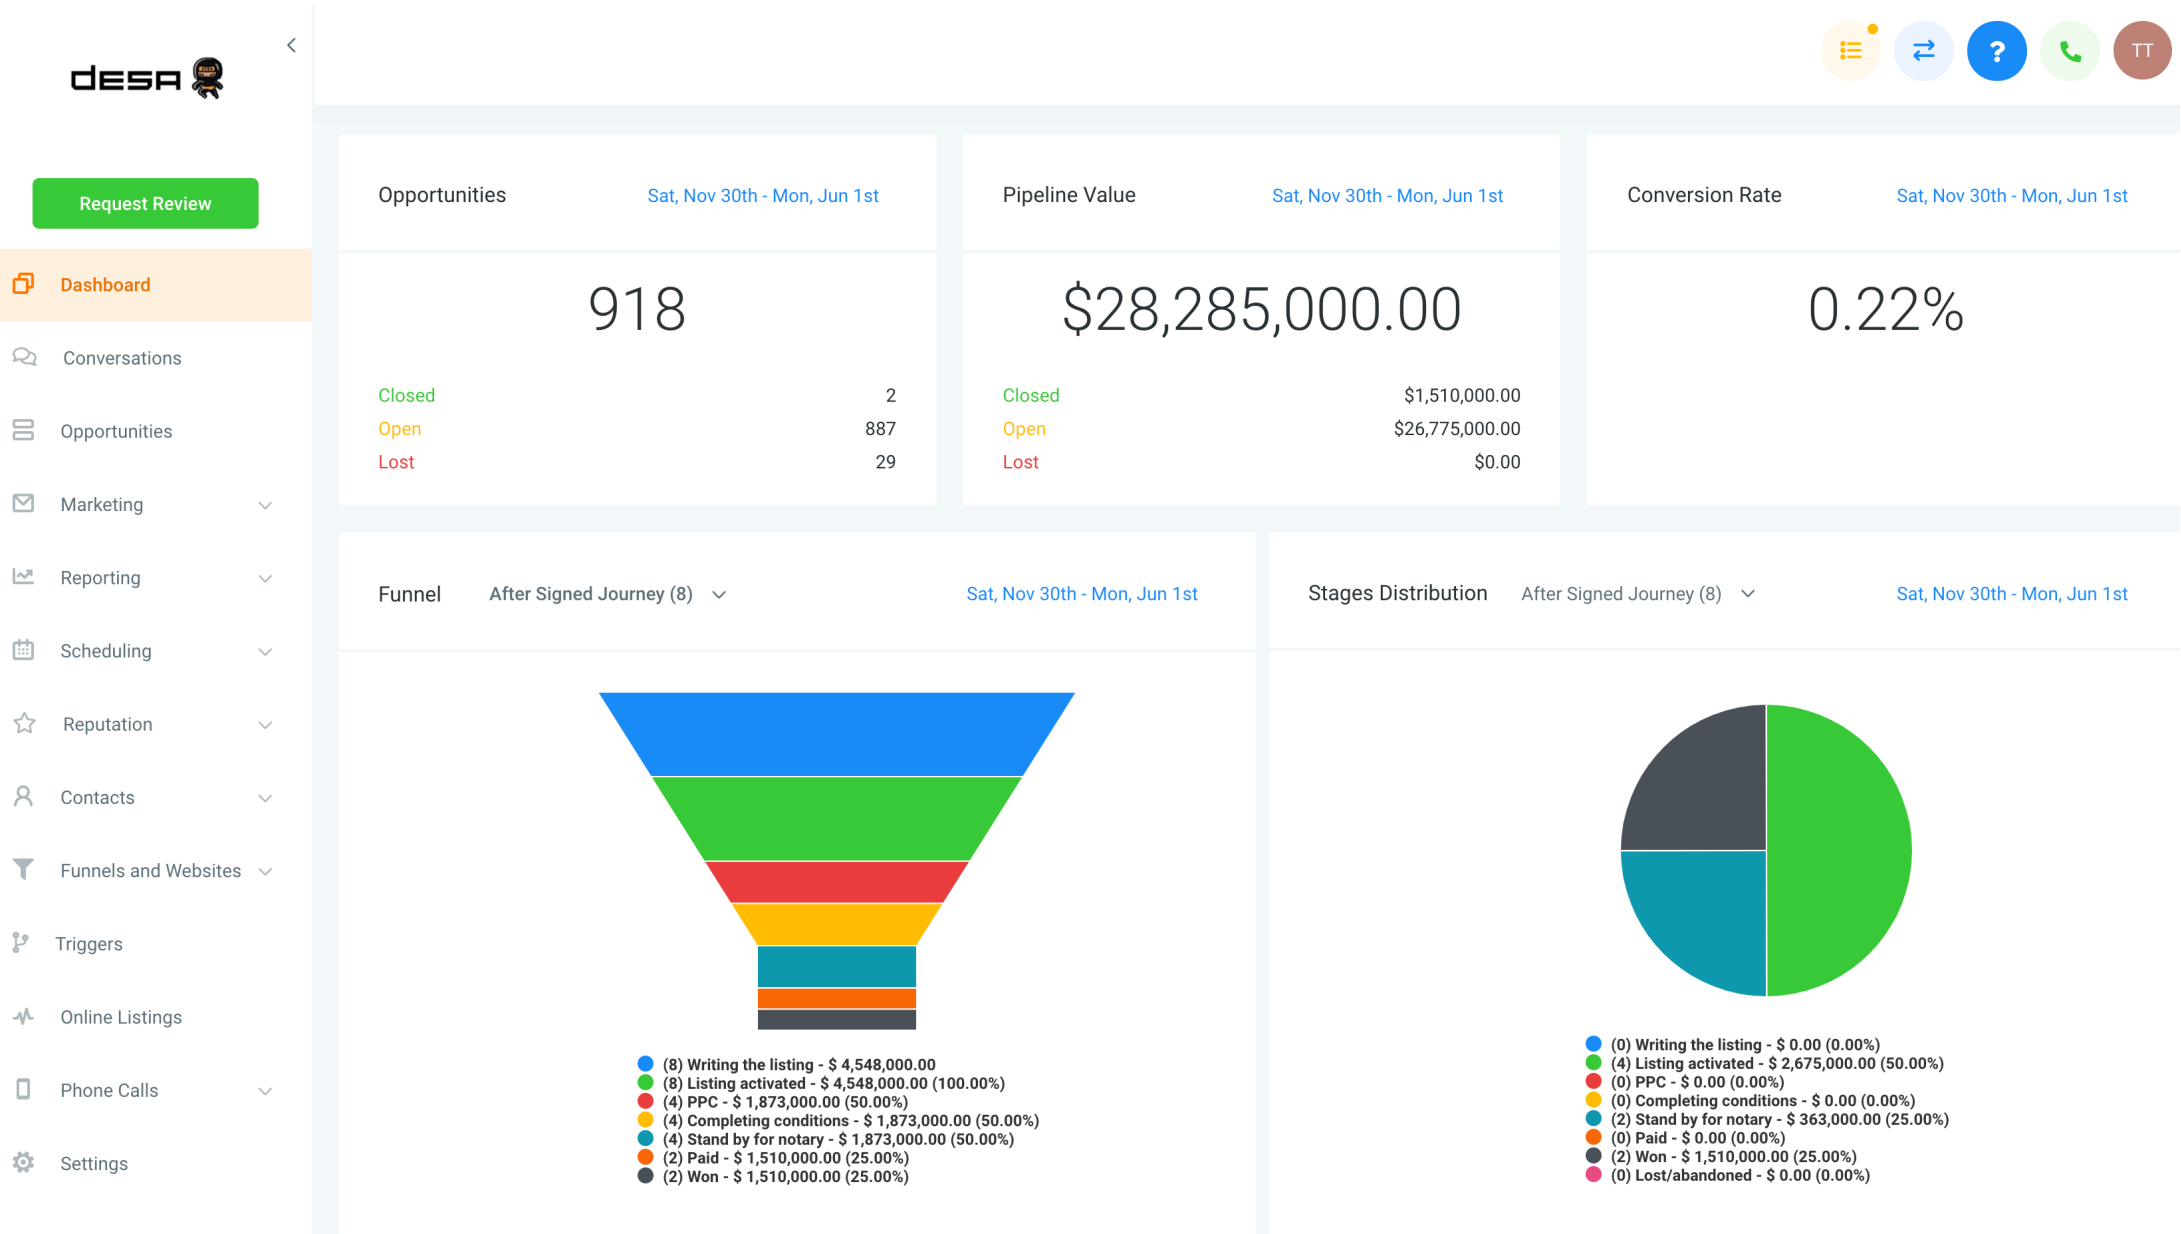 desa
Request Review
Dashboard
Conversations
Opportunities
Marketing
Reporting
Scheduling
Reputation
Contacts
Funnels and Websites
Triggers
Online Listings
Phone Calls
Settings
?
TT
Opportunities
Sat, Nov 30th - Mon, Jun 1st
918
Closed 2
Open 887
Lost 29
Pipeline Value
Sat, Nov 30th - Mon, Jun 1st
$28,285,000.00
Closed $1,510,000.00
Open $26,775,000.00
Lost $0.00
Conversion Rate
Sat, Nov 30th - Mon, Jun 1st
0.22%
Funnel
After Signed Journey (8)
Sat, Nov 30th - Mon, Jun 1st
(8) Writing the listing - $ 4,548,000.00
(8) Listing activated - $ 4,548,000.00 (100.00%)
(4) PPC - $ 1,873,000.00 (50.00%)
(4) Completing conditions - $ 1,873,000.00 (50.00%)
(4) Stand by for notary - $ 1,873,000.00 (50.00%)
(2) Paid - $ 1,510,000.00 (25.00%)
(2) Won - $ 1,510,000.00 (25.00%)
Stages Distribution
After Signed Journey (8)
Sat, Nov 30th - Mon, Jun 1st
(0) Writing the listing - $ 0.00 (0.00%)
(4) Listing activated - $ 2,675,000.00 (50.00%)
(0) PPC - $ 0.00 (0.00%)
(0) Completing conditions - $ 0.00 (0.00%)
(2) Stand by for notary - $ 363,000.00 (25.00%)
(0) Paid - $ 0.00 (0.00%)
(2) Won - $ 1,510,000.00 (25.00%)
(0) Lost/abandoned - $ 0.00 (0.00%)